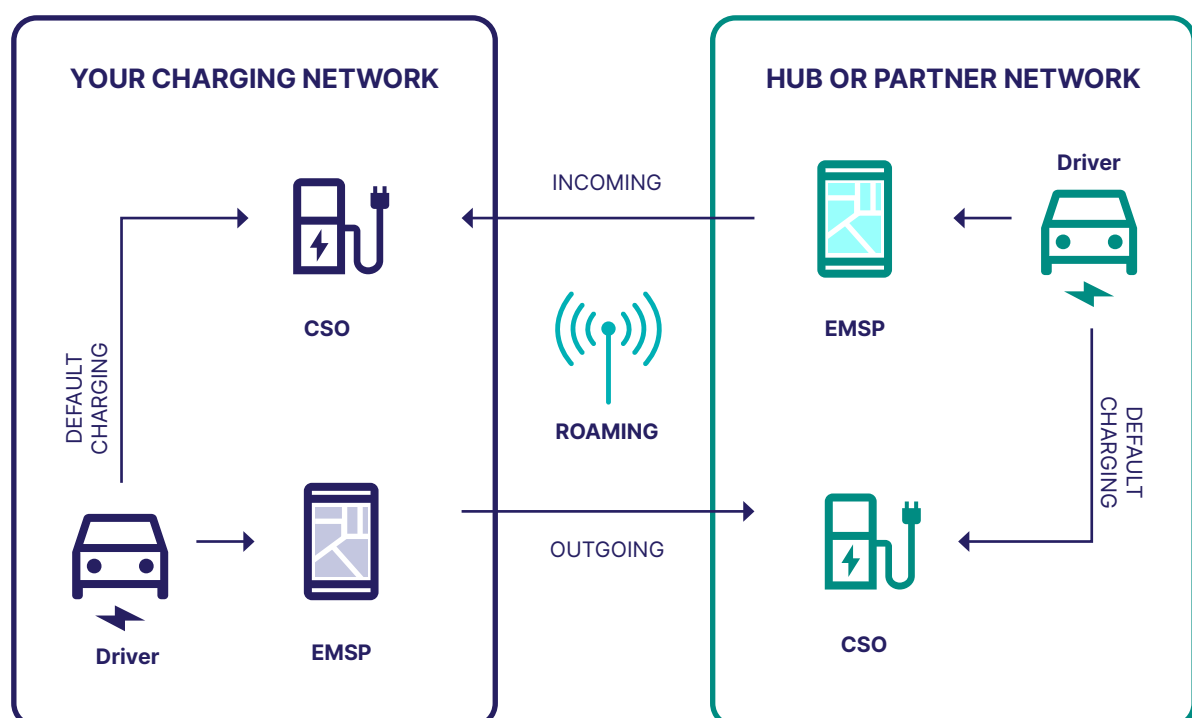 YOUR CHARGING NETWORK
CSO
DEFAULT
CHARGING
Driver
EMSP
INCOMING
ROAMING
OUTGOING
HUB OR PARTNER NETWORK
Driver
EMSP
DEFAULT
CHARGING
CSO